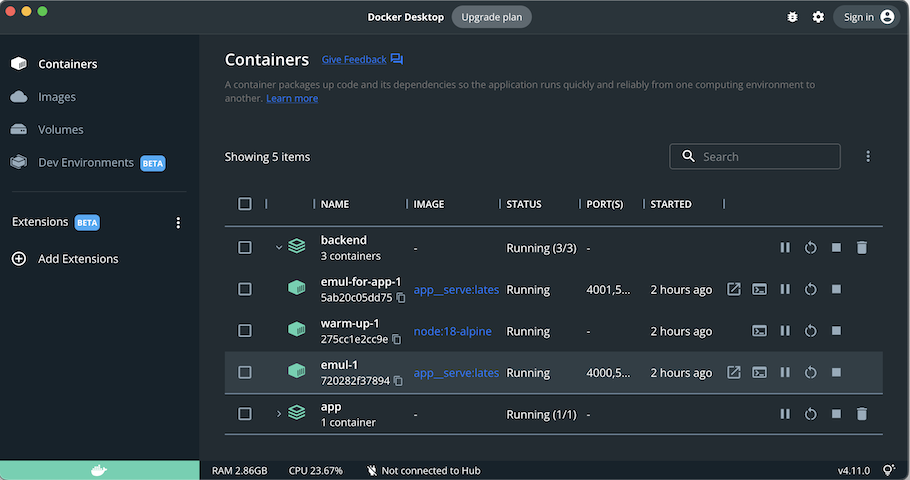 Docker Desktop
Upgrade plan
Sign in
Containers
Images
Volumes
Dev Environments BETA
Extensions BETA
Add Extensions
Containers Give Feedback
A container packages up code and its dependencies so the application runs quickly and reliably from one computing environment to
another. Learn more
Showing 5 items
Search
NAME IMAGE STATUS PORT(S) STARTED
backend - Running (3/3) -
3 containers
emul-for-app-1 app__serve:lates Running 4001,5... 2 hours ago
5ab20c05dd75
warm-up-1 node:18-alpine Running - 2 hours ago
275cc1e2cc9e
emul-1 app__serve:lates Running 4000,5... 2 hours ago
720282f37894
app - Running (1/1) -
1 container
RAM 2.86GB CPU 23.67% Not connected to Hub v4.11.0